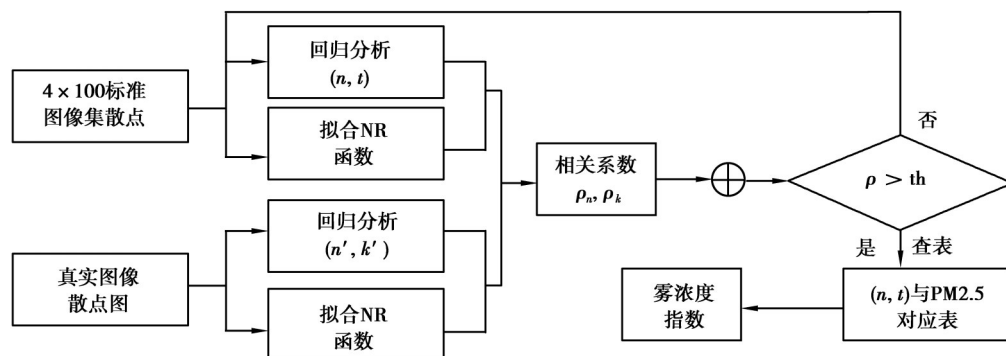 4×100标准
图像集散点
回归分析
(n, t)
拟合NR
函数
真实图像
散点图
回归分析
(n′, k′)
拟合NR
函数
相关系数
ρn, ρk
ρ > th
否
是
查表
(n, t)与PM2.5
对应表
雾浓度
指数